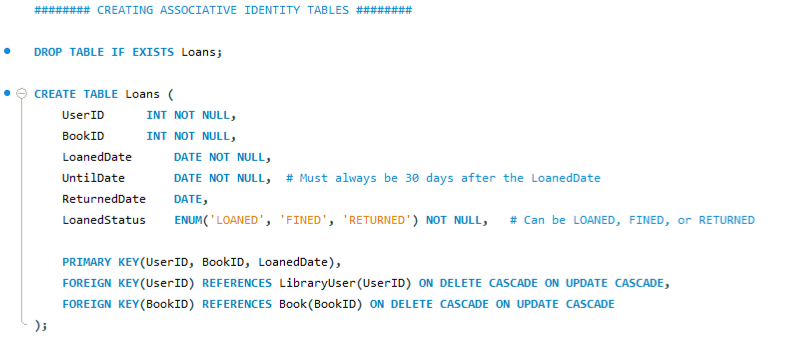 ######## CREATING ASSOCIATIVE IDENTITY TABLES ########
DROP TABLE IF EXISTS Loans;
CREATE TABLE Loans (
UserID INT NOT NULL,
BookID INT NOT NULL,
LoanedDate DATE NOT NULL,
UntilDate DATE NOT NULL, # Must always be 30 days after the LoanedDate
ReturnedDate DATE,
LoanedStatus ENUM('LOANED', 'FINED', 'RETURNED') NOT NULL, # Can be LOANED, FINED, or RETURNED
PRIMARY KEY(UserID, BookID, LoanedDate),
FOREIGN KEY(UserID) REFERENCES LibraryUser(UserID) ON DELETE CASCADE ON UPDATE CASCADE,
FOREIGN KEY(BookID) REFERENCES Book(BookID) ON DELETE CASCADE ON UPDATE CASCADE
);